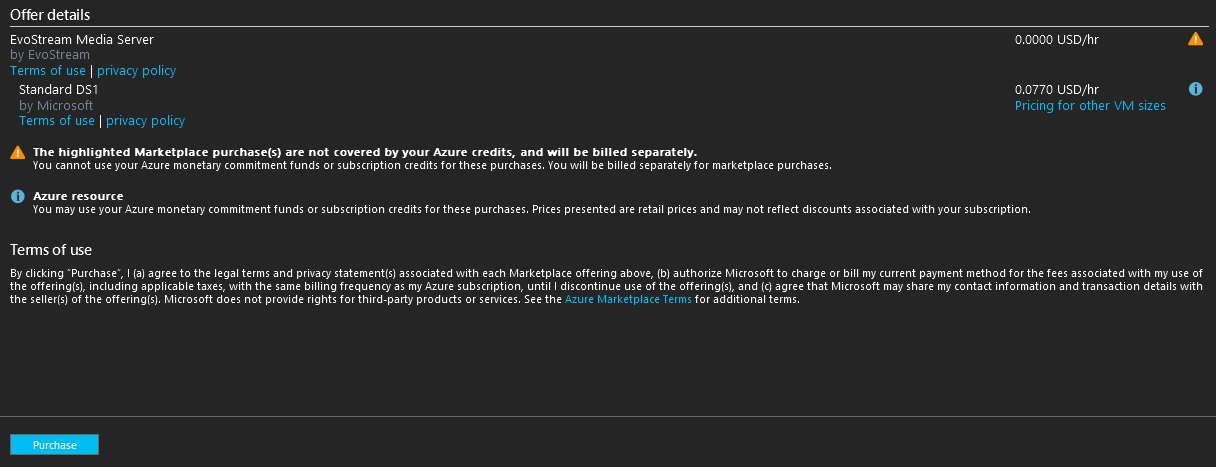 Offer details
EvoStream Media Server 0.0000 USD/hr
by EvoStream
Terms of use | privacy policy
Standard DS1 0.0770 USD/hr
by Microsoft Pricing for other VM sizes
Terms of use | privacy policy
The highlighted Marketplace purchase(s) are not covered by your Azure credits, and will be billed separately.
You cannot use your Azure monetary commitment funds or subscription credits for these purchases. You will be billed separately for marketplace purchases.
Azure resource
You may use your Azure monetary commitment funds or subscription credits for these purchases. Prices presented are retail prices and may not reflect discounts associated with your subscription.
Terms of use
By clicking "Purchase", I (a) agree to the legal terms and privacy statement(s) associated with each Marketplace offering above, (b) authorize Microsoft to charge or bill my current payment method for the fees associated with my use of
the offering(s), including applicable taxes, with the same billing frequency as my Azure subscription, until I discontinue use of the offering(s), and (c) agree that Microsoft may share my contact information and transaction details with
the seller(s) of the offering(s). Microsoft does not provide rights for third-party products or services. See the Azure Marketplace Terms for additional terms.
Purchase